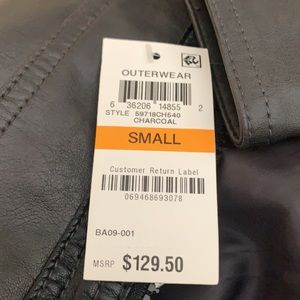 OUTERWEAR
6 36206 14855 2
STYLE 59718CH540
CHARCOAL
SMALL
Customer Return Label
069468693078
BA09-001
MSRP $129.50